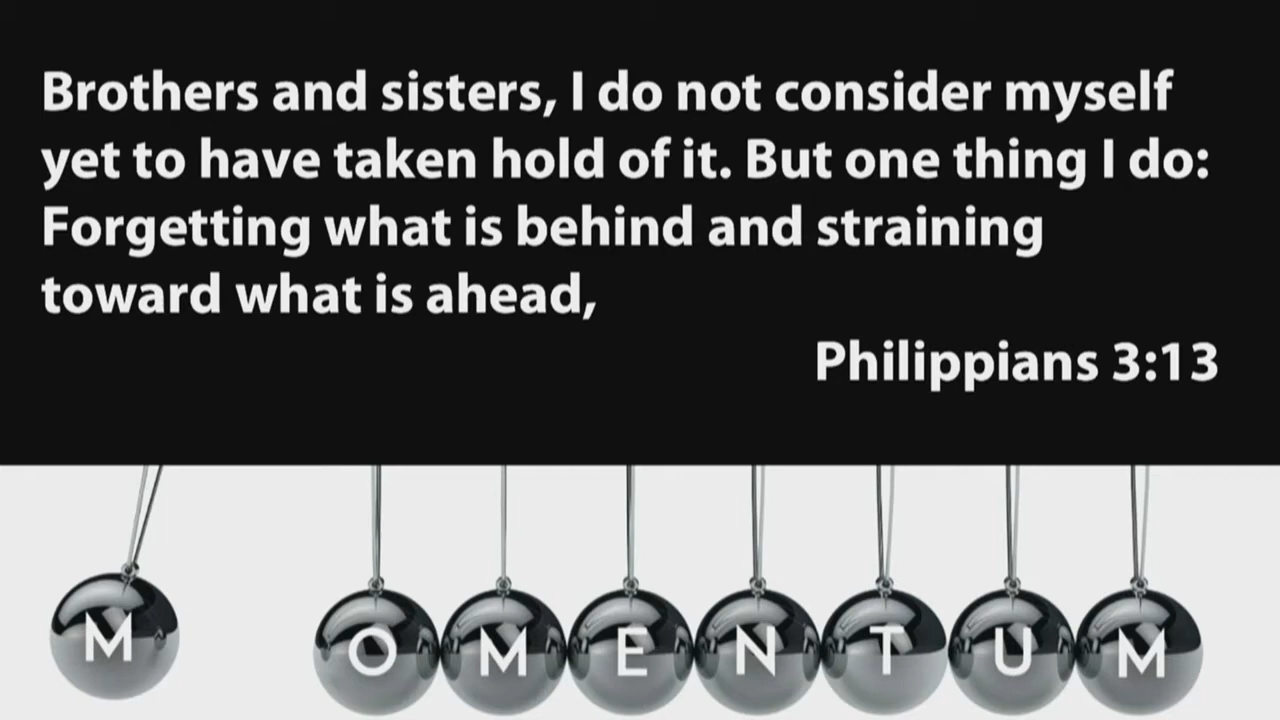 Brothers and sisters, I do not consider myself
yet to have taken hold of it. But one thing I do:
Forgetting what is behind and straining
toward what is ahead,
Philippians 3:13
M O M E N T U M